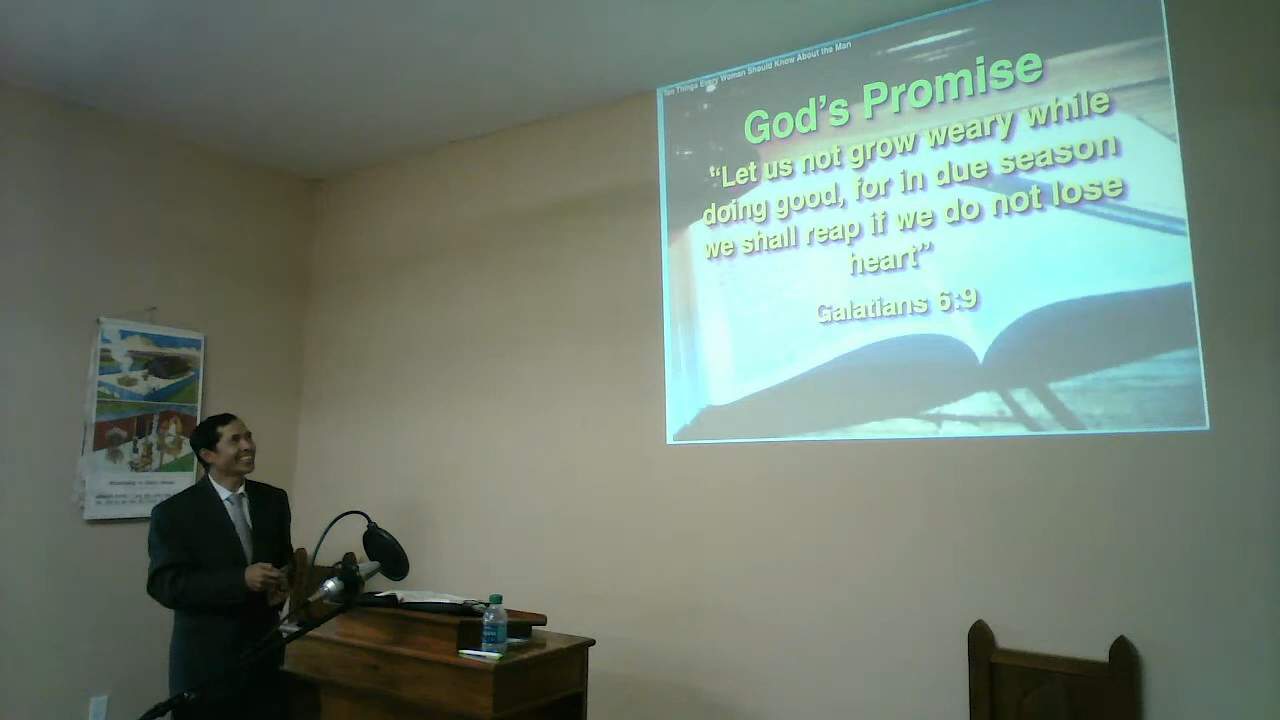 Ten Things Every Woman Should Know About the Man
God's Promise
“Let us not grow weary while
doing good, for in due season
we shall reap if we do not lose
heart”
Galatians 6:9